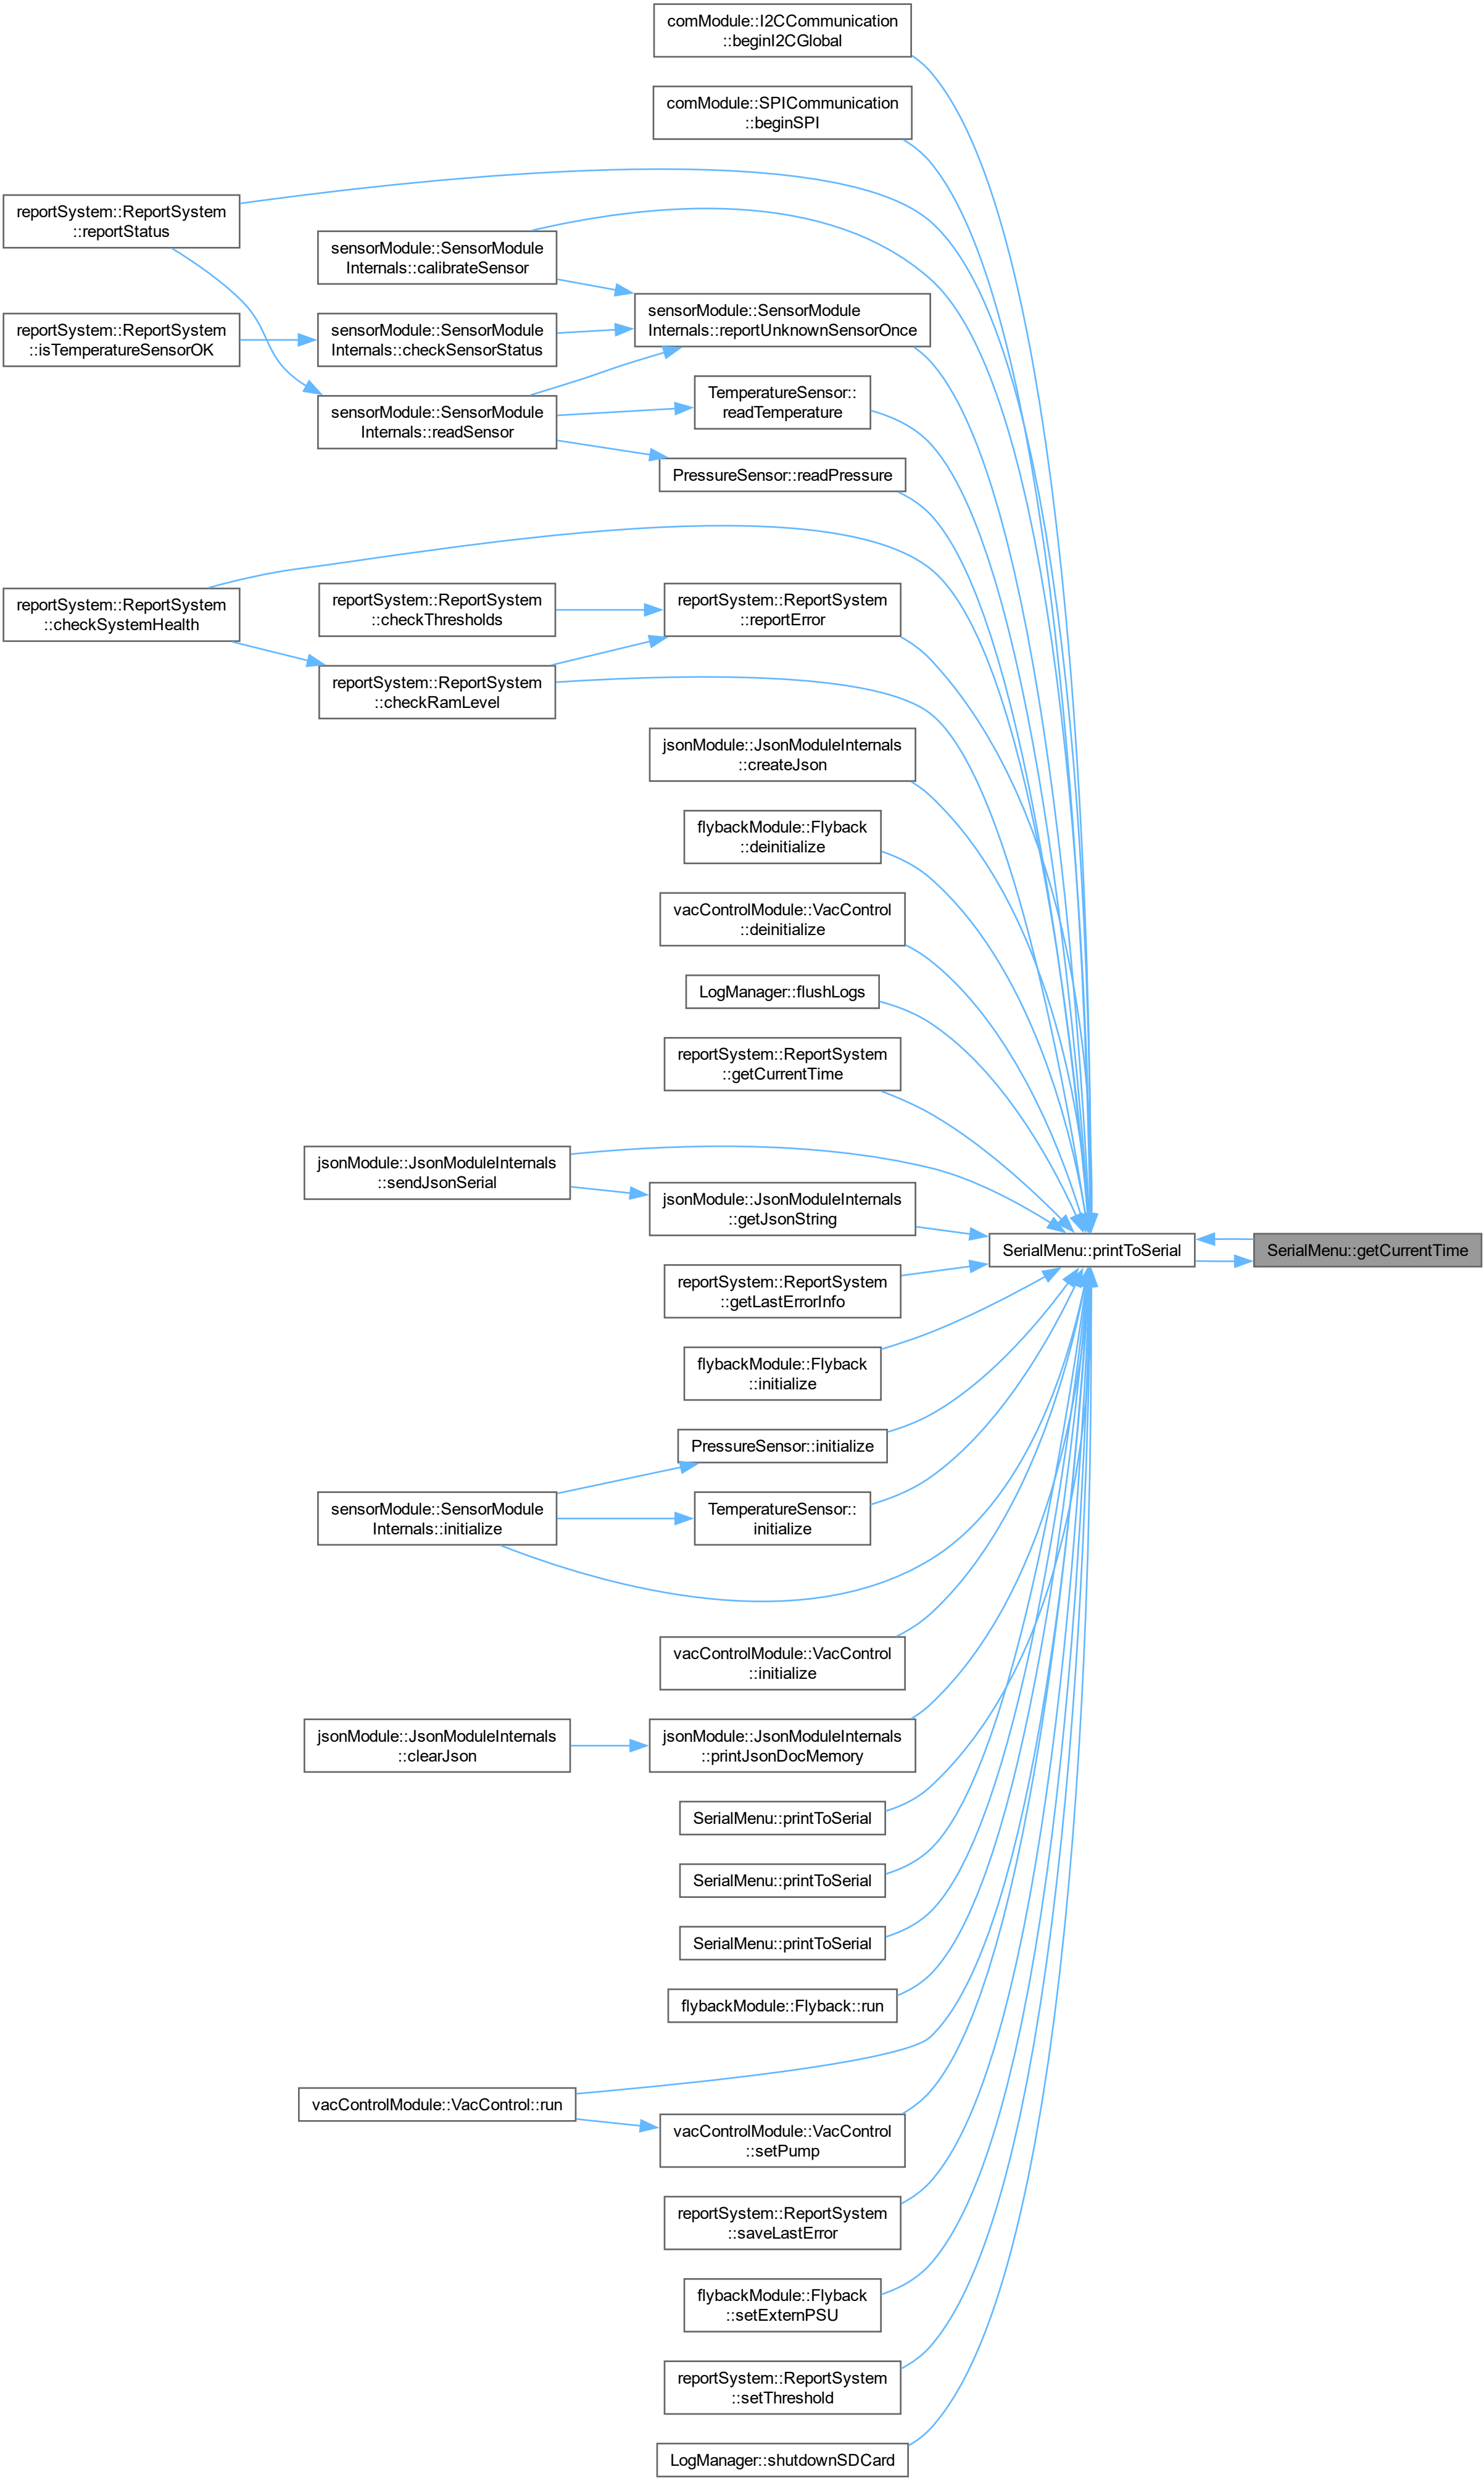 comModule::I2CCommunication
::beginI2CGlobal
comModule::SPICommunication
::beginSPI
reportSystem::ReportSystem
::reportStatus
sensorModule::SensorModule
Internals::calibrateSensor
sensorModule::SensorModule
Internals::reportUnknownSensorOnce
reportSystem::ReportSystem
::isTemperatureSensorOK
sensorModule::SensorModule
Internals::checkSensorStatus
TemperatureSensor::
readTemperature
sensorModule::SensorModule
Internals::readSensor
PressureSensor::readPressure
reportSystem::ReportSystem
::checkSystemHealth
reportSystem::ReportSystem
::checkThresholds
reportSystem::ReportSystem
::reportError
reportSystem::ReportSystem
::checkRamLevel
jsonModule::JsonModuleInternals
::createJson
flybackModule::Flyback
::deinitialize
vacControlModule::VacControl
::deinitialize
LogManager::flushLogs
reportSystem::ReportSystem
::getCurrentTime
jsonModule::JsonModuleInternals
::sendJsonSerial
jsonModule::JsonModuleInternals
::getJsonString
SerialMenu::printToSerial
SerialMenu::getCurrentTime
reportSystem::ReportSystem
::getLastErrorInfo
flybackModule::Flyback
::initialize
PressureSensor::initialize
sensorModule::SensorModule
Internals::initialize
TemperatureSensor::
initialize
vacControlModule::VacControl
::initialize
jsonModule::JsonModuleInternals
::clearJson
jsonModule::JsonModuleInternals
::printJsonDocMemory
SerialMenu::printToSerial
SerialMenu::printToSerial
SerialMenu::printToSerial
flybackModule::Flyback::run
vacControlModule::VacControl::run
vacControlModule::VacControl
::setPump
reportSystem::ReportSystem
::saveLastError
flybackModule::Flyback
::setExternPSU
reportSystem::ReportSystem
::setThreshold
LogManager::shutdownSDCard